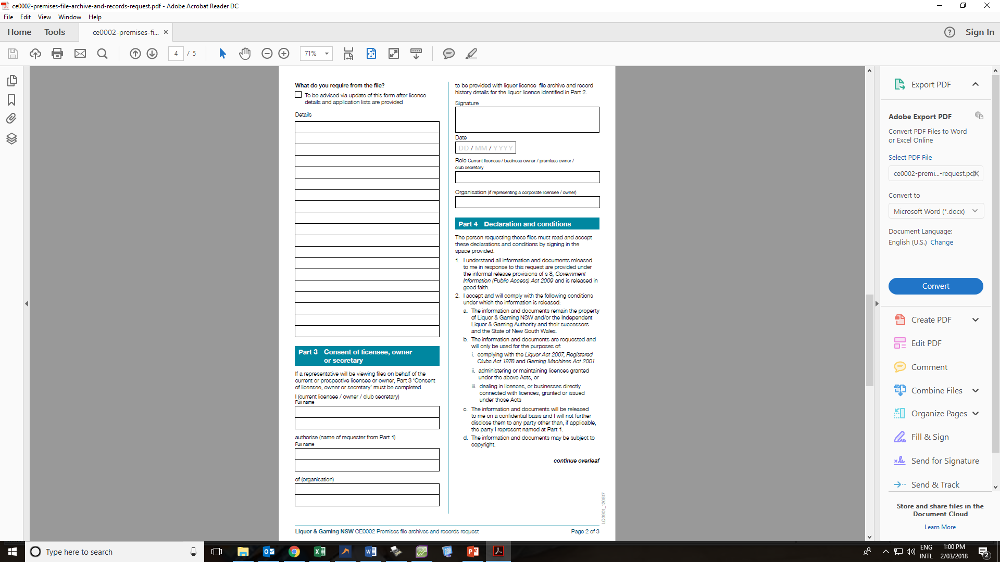 ce0002-premises-file-archive-and-records-request.pdf - Adobe Acrobat Reader DC
File Edit View Window Help
Home Tools ce0002-premises-fi... ×
Sign In
4 / 5
71%
What do you require from the file?
To be advised via update of this form after licence
details and application lists are provided
Details
Part 3 Consent of licensee, owner
or secretary
If a representative will be viewing files on behalf of the
current or prospective licensee or owner, Part 3 ‘Consent
of licensee, owner or secretary’ must be completed.
I (current licensee / owner / club secretary)
Full name
authorise (name of requester from Part 1)
Full name
of (organisation)
to be provided with liquor licence file archive and record
history details for the liquor licence identified in Part 2.
Signature
Date
DD / MM / YYYY
Role Current licensee / business owner / premises owner /
club secretary
Organisation (if representing a corporate licensee / owner)
Part 4 Declaration and conditions
The person requesting these files must read and accept
these declarations and conditions by signing in the
space provided.
1. I understand all information and documents released
to me in response to this request are provided under
the informal release provisions of s 8, Government
Information (Public Access) Act 2009 and is released in
good faith.
2. I accept and will comply with the following conditions
under which the information is released:
a. The information and documents remain the property
of Liquor & Gaming NSW and/or the Independent
Liquor & Gaming Authority and their successors
and the State of New South Wales.
b. The information and documents are requested and
will only be used for the purposes of:
i. complying with the Liquor Act 2007, Registered
Clubs Act 1976 and Gaming Machines Act 2001
ii. administering or maintaining licences granted
under the above Acts, or
iii. dealing in licences, or businesses directly
connected with licences, granted or issued
under those Acts
c. The information and documents will be released
to me on a confidential basis and I will not further
disclose them to any party other than, if applicable,
the party I represent named at Part 1.
d. The information and documents may be subject to
copyright.
continue overleaf
LQ3901_120517
Liquor & Gaming NSW CE0002 Premises file archives and records request
Page 2 of 3
Export PDF
Adobe Export PDF
Convert PDF Files to Word
or Excel Online
Select PDF File
ce0002-premi...-request.pdf
Convert to
Microsoft Word (*.docx)
Document Language:
English (U.S.) Change
Convert
Create PDF
Edit PDF
Comment
Combine Files
Organize Pages
Fill & Sign
Send for Signature
Send & Track
Store and share files in the
Document Cloud
Learn More
Type here to search
ENG
INTL
1:00 PM
2/03/2018
2